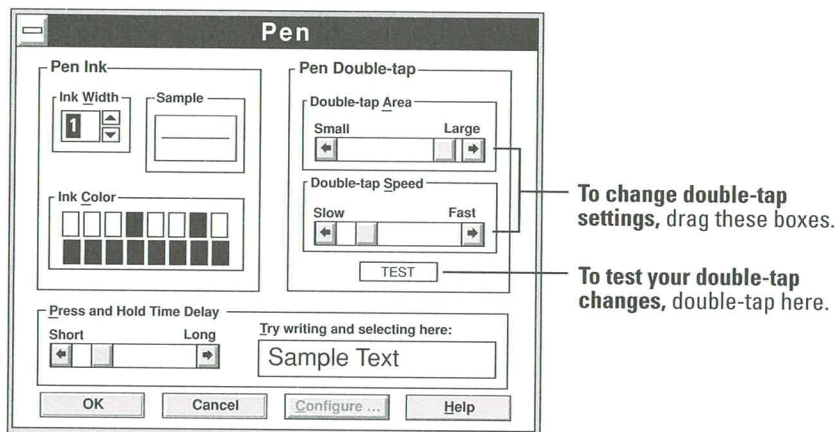 Pen
Pen Ink
Ink Width
1
Sample
Ink Color
Pen Double-tap
Double-tap Area
Small Large
Double-tap Speed
Slow Fast
TEST
To change double-tap
settings, drag these boxes.
To test your double-tap
changes, double-tap here.
Press and Hold Time Delay
Short Long
Try writing and selecting here:
Sample Text
OK Cancel Configure ... Help